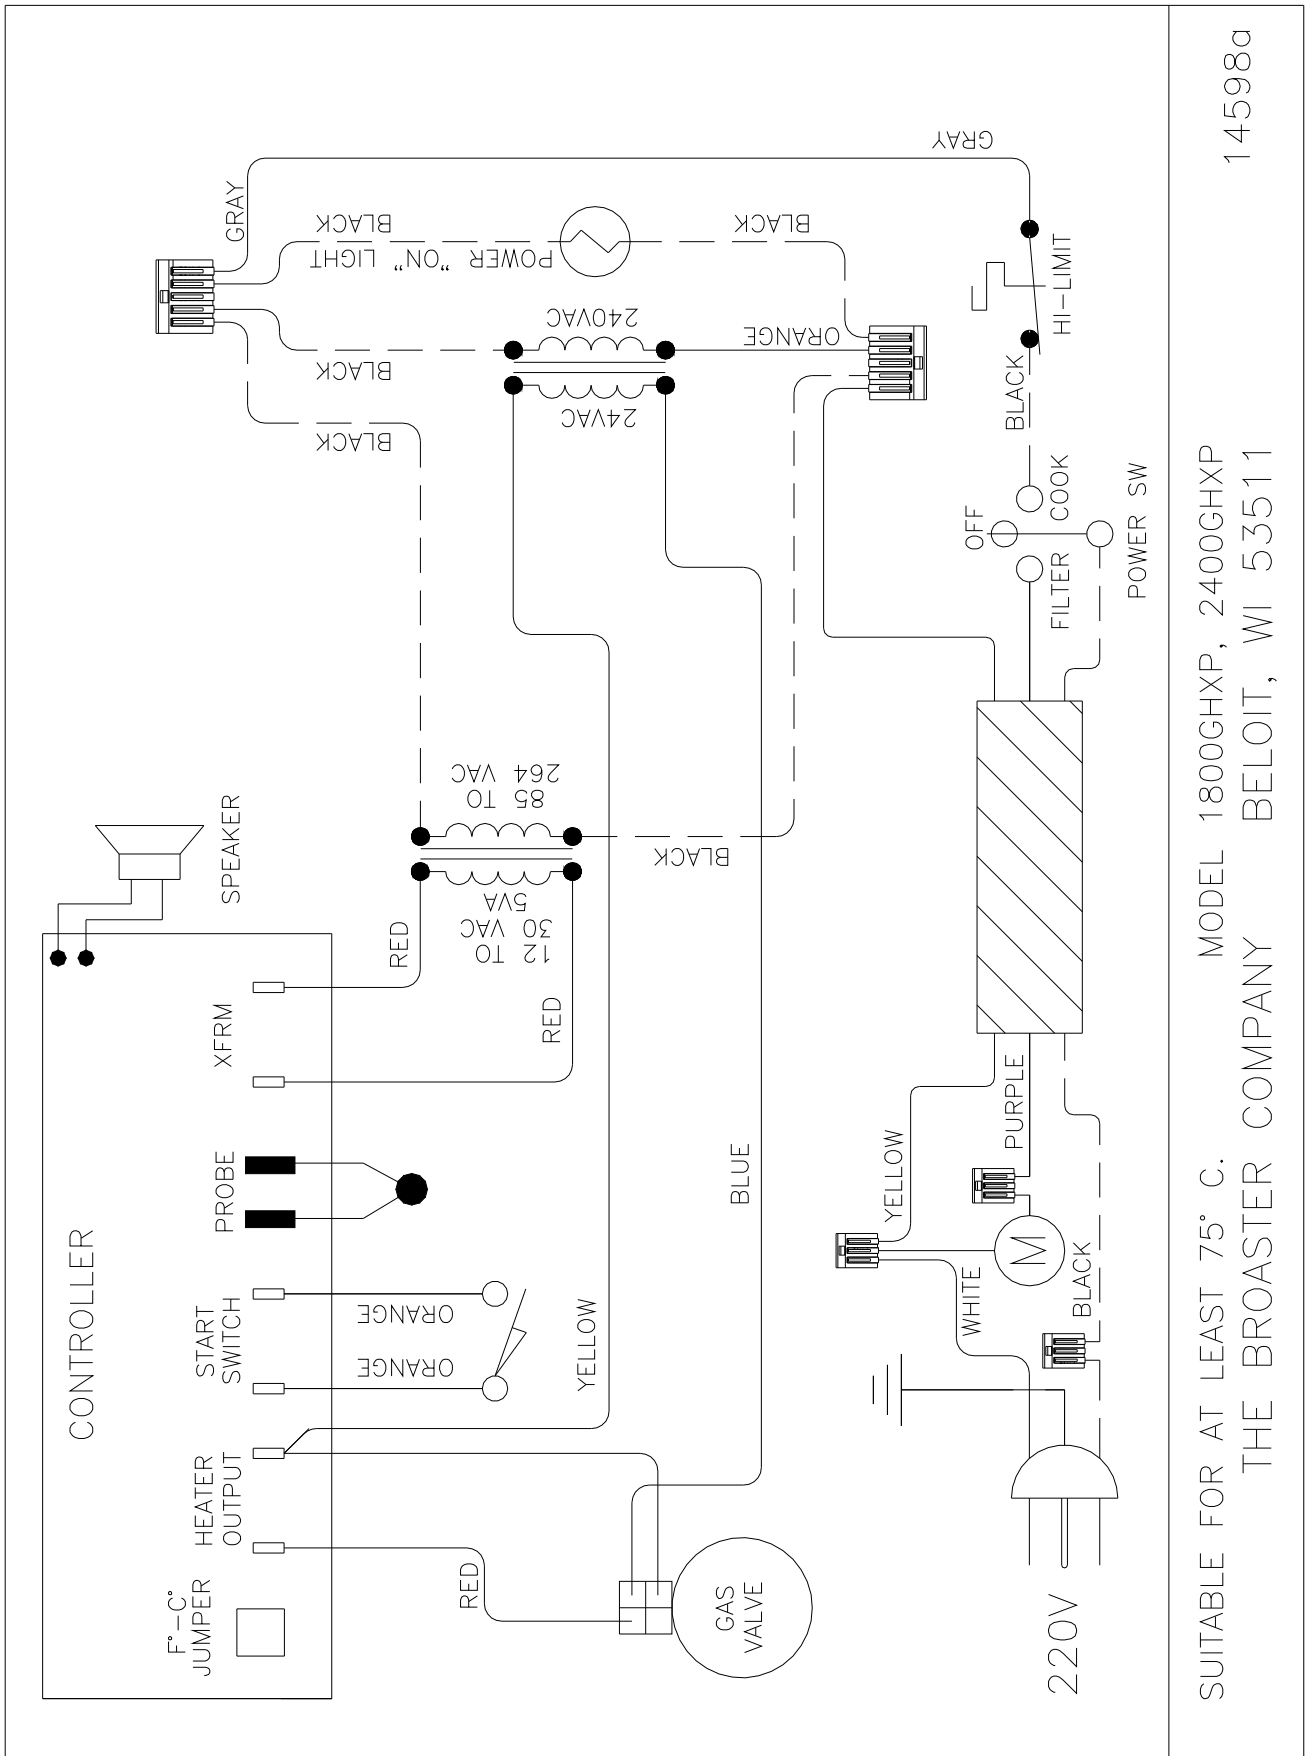 CONTROLLER
F°-C°
JUMPER
HEATER
OUTPUT
START
SWITCH
PROBE
XFRM
SPEAKER
GRAY
GRAY
BLACK
POWER "ON" LIGHT
BLACK
BLACK
240VAC
24VAC
ORANGE
BLACK
RED
RED
85 TO
264 VAC
12 TO
30 VAC
5VA
BLACK
ORANGE
ORANGE
YELLOW
BLUE
RED
GAS
VALVE
HI-LIMIT
BLACK
OFF
COOK
FILTER
POWER SW
YELLOW
PURPLE
WHITE
M
BLACK
220V
SUITABLE FOR AT LEAST 75° C.
MODEL 1800GHXP, 2400GHXP
14598a
THE BROASTER COMPANY BELOIT, WI 53511